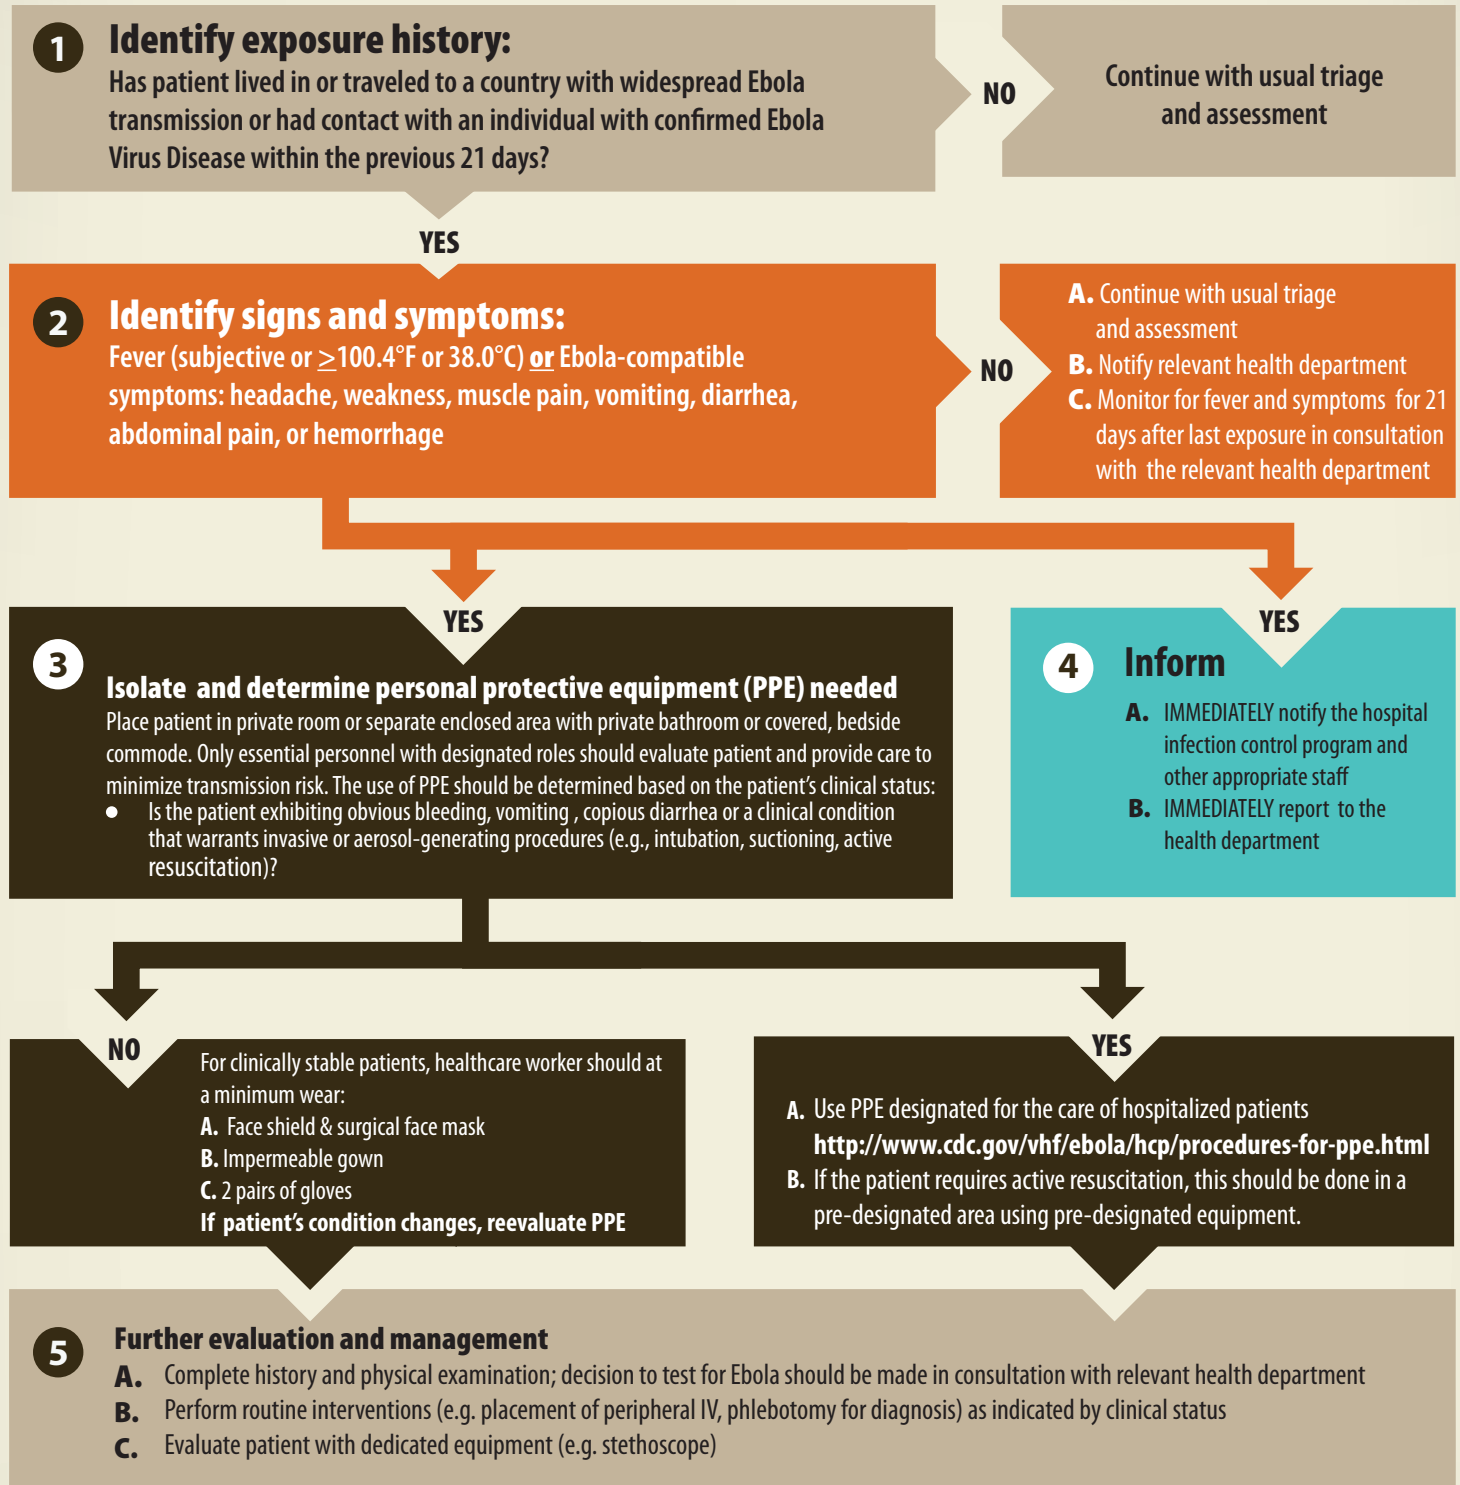 1 Identify exposure history:
Has patient lived in or traveled to a country with widespread Ebola
transmission or had contact with an individual with confirmed Ebola
Virus Disease within the previous 21 days?
NO
Continue with usual triage
and assessment
YES
2 Identify signs and symptoms:
Fever (subjective or ≥100.4°F or 38.0°C) or Ebola-compatible
symptoms: headache, weakness, muscle pain, vomiting, diarrhea,
abdominal pain, or hemorrhage
NO
A. Continue with usual triage
and assessment
B. Notify relevant health department
C. Monitor for fever and symptoms for 21
days after last exposure in consultation
with the relevant health department
YES
3 Isolate and determine personal protective equipment (PPE) needed
Place patient in private room or separate enclosed area with private bathroom or covered, bedside
commode. Only essential personnel with designated roles should evaluate patient and provide care to
minimize transmission risk. The use of PPE should be determined based on the patient's clinical status:
• Is the patient exhibiting obvious bleeding, vomiting , copious diarrhea or a clinical condition
that warrants invasive or aerosol-generating procedures (e.g., intubation, suctioning, active
resuscitation)?
YES
4 Inform
A. IMMEDIATELY notify the hospital
infection control program and
other appropriate staff
B. IMMEDIATELY report to the
health department
NO
For clinically stable patients, healthcare worker should at
a minimum wear:
A. Face shield & surgical face mask
B. Impermeable gown
C. 2 pairs of gloves
If patient's condition changes, reevaluate PPE
YES
A. Use PPE designated for the care of hospitalized patients
http://www.cdc.gov/vhf/ebola/hcp/procedures-for-ppe.html
B. If the patient requires active resuscitation, this should be done in a
pre-designated area using pre-designated equipment.
5 Further evaluation and management
A. Complete history and physical examination; decision to test for Ebola should be made in consultation with relevant health department
B. Perform routine interventions (e.g. placement of peripheral IV, phlebotomy for diagnosis) as indicated by clinical status
C. Evaluate patient with dedicated equipment (e.g. stethoscope)